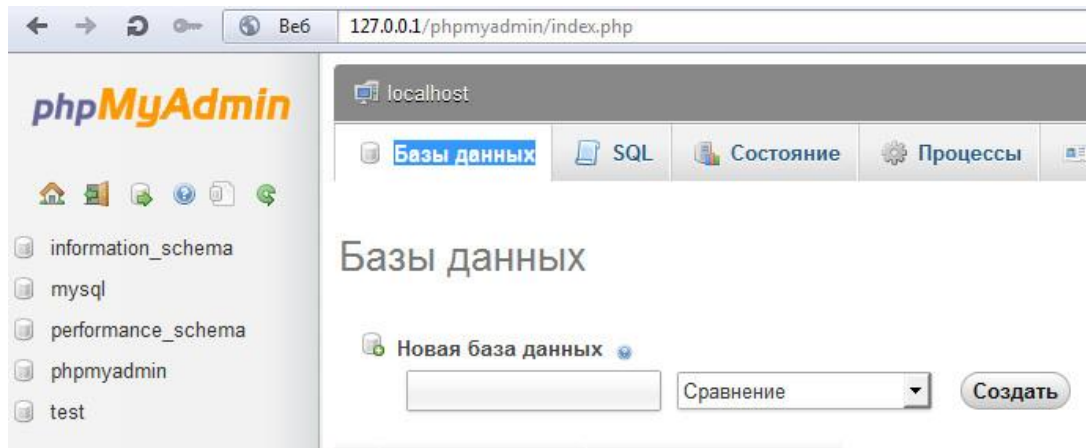 Веб
127.0.0.1/phpmyadmin/index.php
phpMyAdmin
information_schema
mysql
performance_schema
phpmyadmin
test
localhost
Базы данных SQL Состояние Процессы
Базы данных
Новая база данных
Сравнение Создать